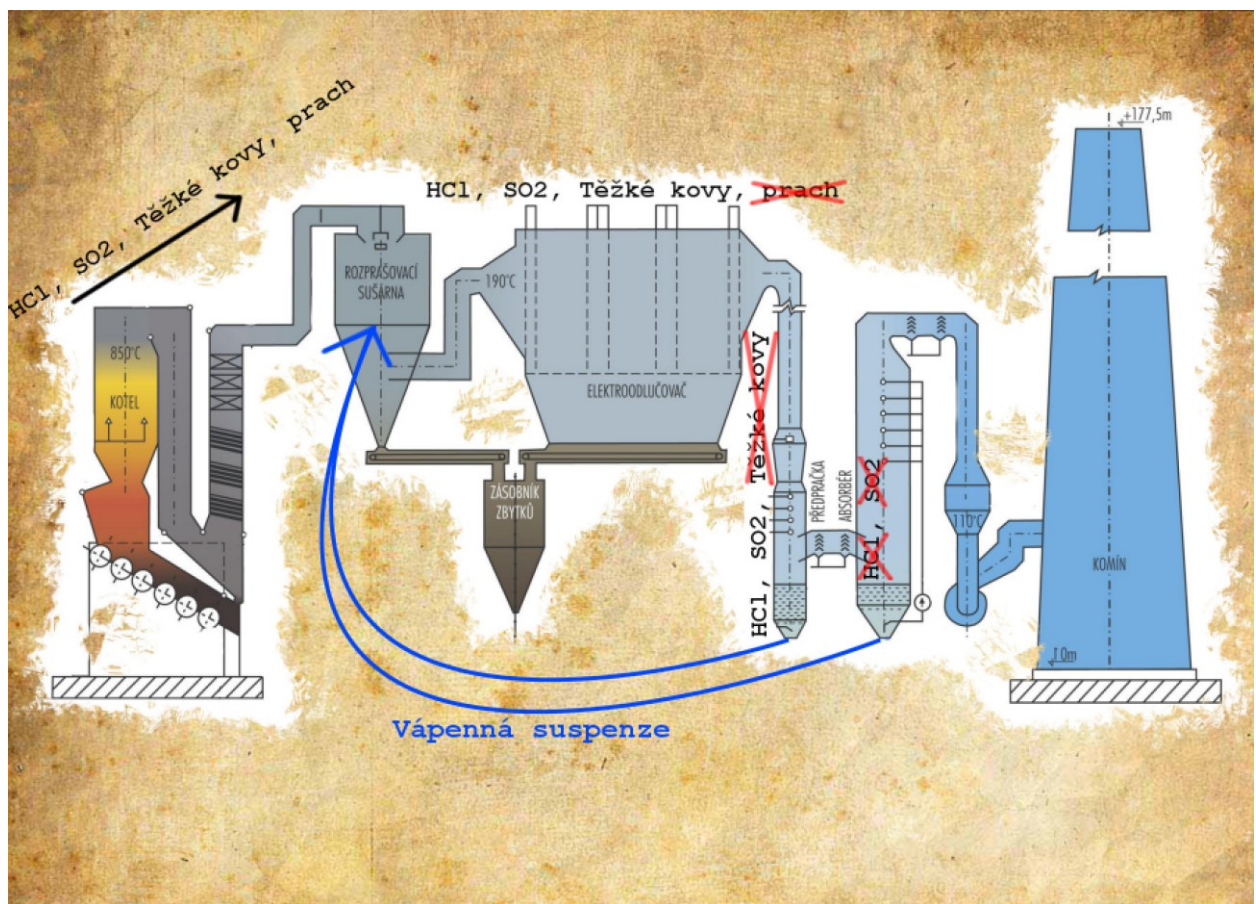 HCl, SO2, Těžké kovy, prach
HCl, SO2, Těžké kovy, prach
+177,5m
ROZPRAŠOVACÍ
SUŠÁRNA
190°C
850°C
KOTEL
ELEKTROODLUČOVAČ
ZÁSOBNÍK
ZBYTKŮ
HCl, SO2, Těžké kovy
PŘEDPRAČKA
ABSORBÉR
HCl, SO2
110°C
KOMÍN
0m
Vápenná suspenze